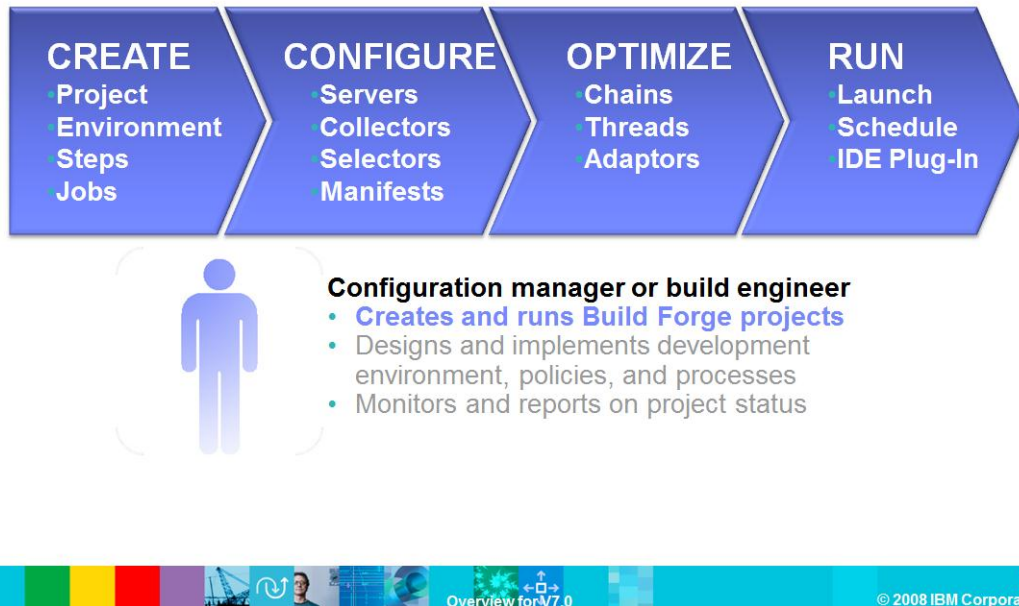 CREATE
•Project
•Environment
•Steps
•Jobs
CONFIGURE
•Servers
•Collectors
•Selectors
•Manifests
OPTIMIZE
•Chains
•Threads
•Adaptors
RUN
•Launch
•Schedule
•IDE Plug-In
Configuration manager or build engineer
• Creates and runs Build Forge projects
• Designs and implements development
environment, policies, and processes
• Monitors and reports on project status
Overview for V7.0
© 2008 IBM Corpora